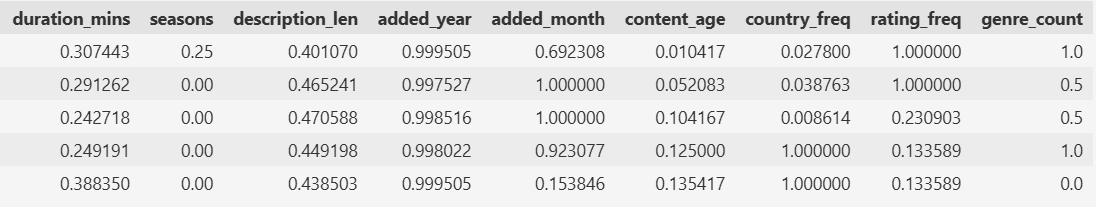 duration_mins seasons description_len added_year added_month content_age country_freq rating_freq genre_count
0.307443 0.25 0.401070 0.999505 0.692308 0.010417 0.027800 1.000000 1.0
0.291262 0.00 0.465241 0.997527 1.000000 0.052083 0.038763 1.000000 0.5
0.242718 0.00 0.470588 0.998516 1.000000 0.104167 0.008614 0.230903 0.5
0.249191 0.00 0.449198 0.998022 0.923077 0.125000 1.000000 0.133589 1.0
0.388350 0.00 0.438503 0.999505 0.153846 0.135417 1.000000 0.133589 0.0